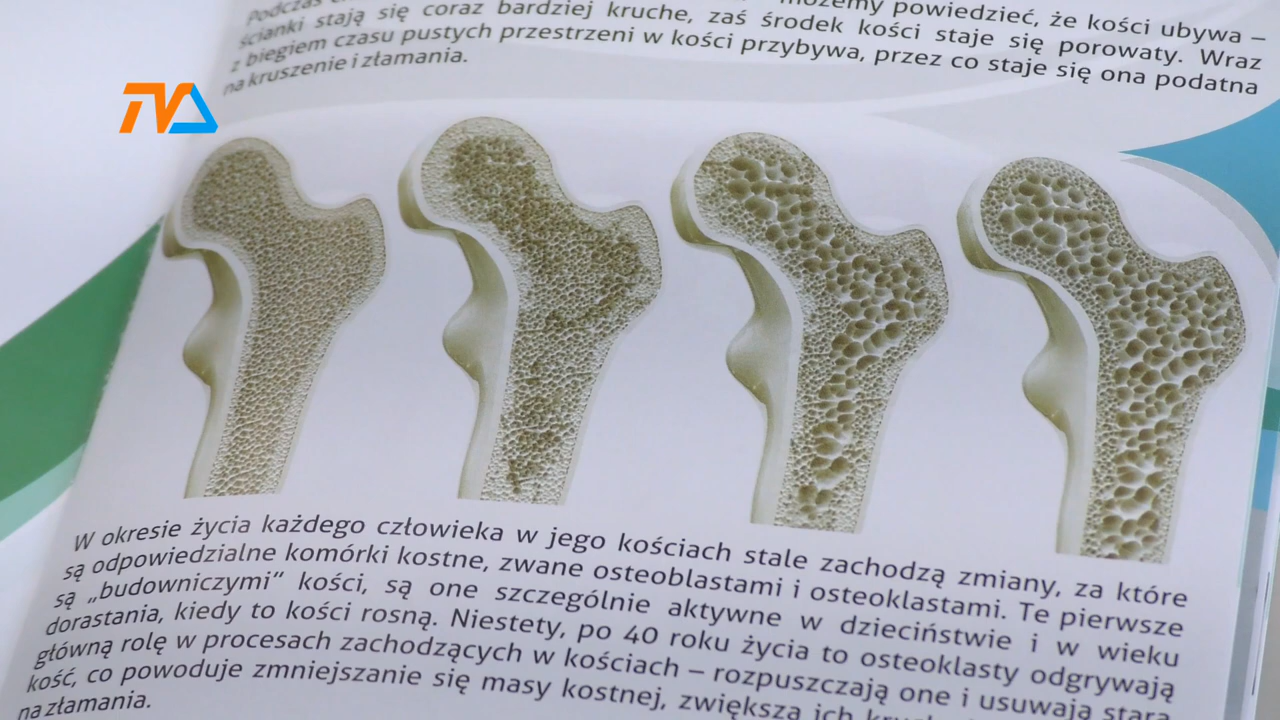 Podczas możemy powiedzieć, że kości ubywa –
ścianki stają się coraz bardziej kruche, zaś środek kości staje się porowaty. Wraz
z biegiem czasu pustych przestrzeni w kości przybywa, przez co staje się ona podatna
na kruszenie i złamania.
TVA
W okresie życia każdego człowieka w jego kościach stale zachodzą zmiany, za które
są odpowiedzialne komórki kostne, zwane osteoblastami i osteoklastami. Te pierwsze
są „budowniczymi” kości, są one szczególnie aktywne w dzieciństwie i w wieku
dorastania, kiedy to kości rosną. Niestety, po 40 roku życia to osteoklasty odgrywają
główną rolę w procesach zachodzących w kościach – rozpuszczają one i usuwają starą
kość, co powoduje zmniejszanie się masy kostnej, zwiększa ich
na złamania.